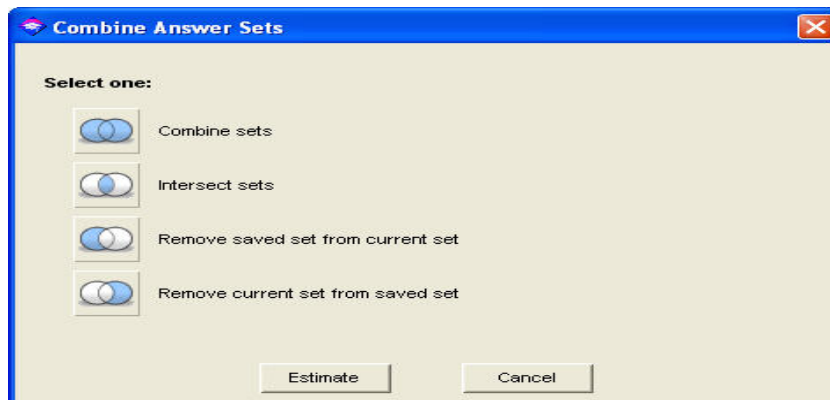 Combine Answer Sets
Select one:
Combine sets
Intersect sets
Remove saved set from current set
Remove current set from saved set
Estimate Cancel